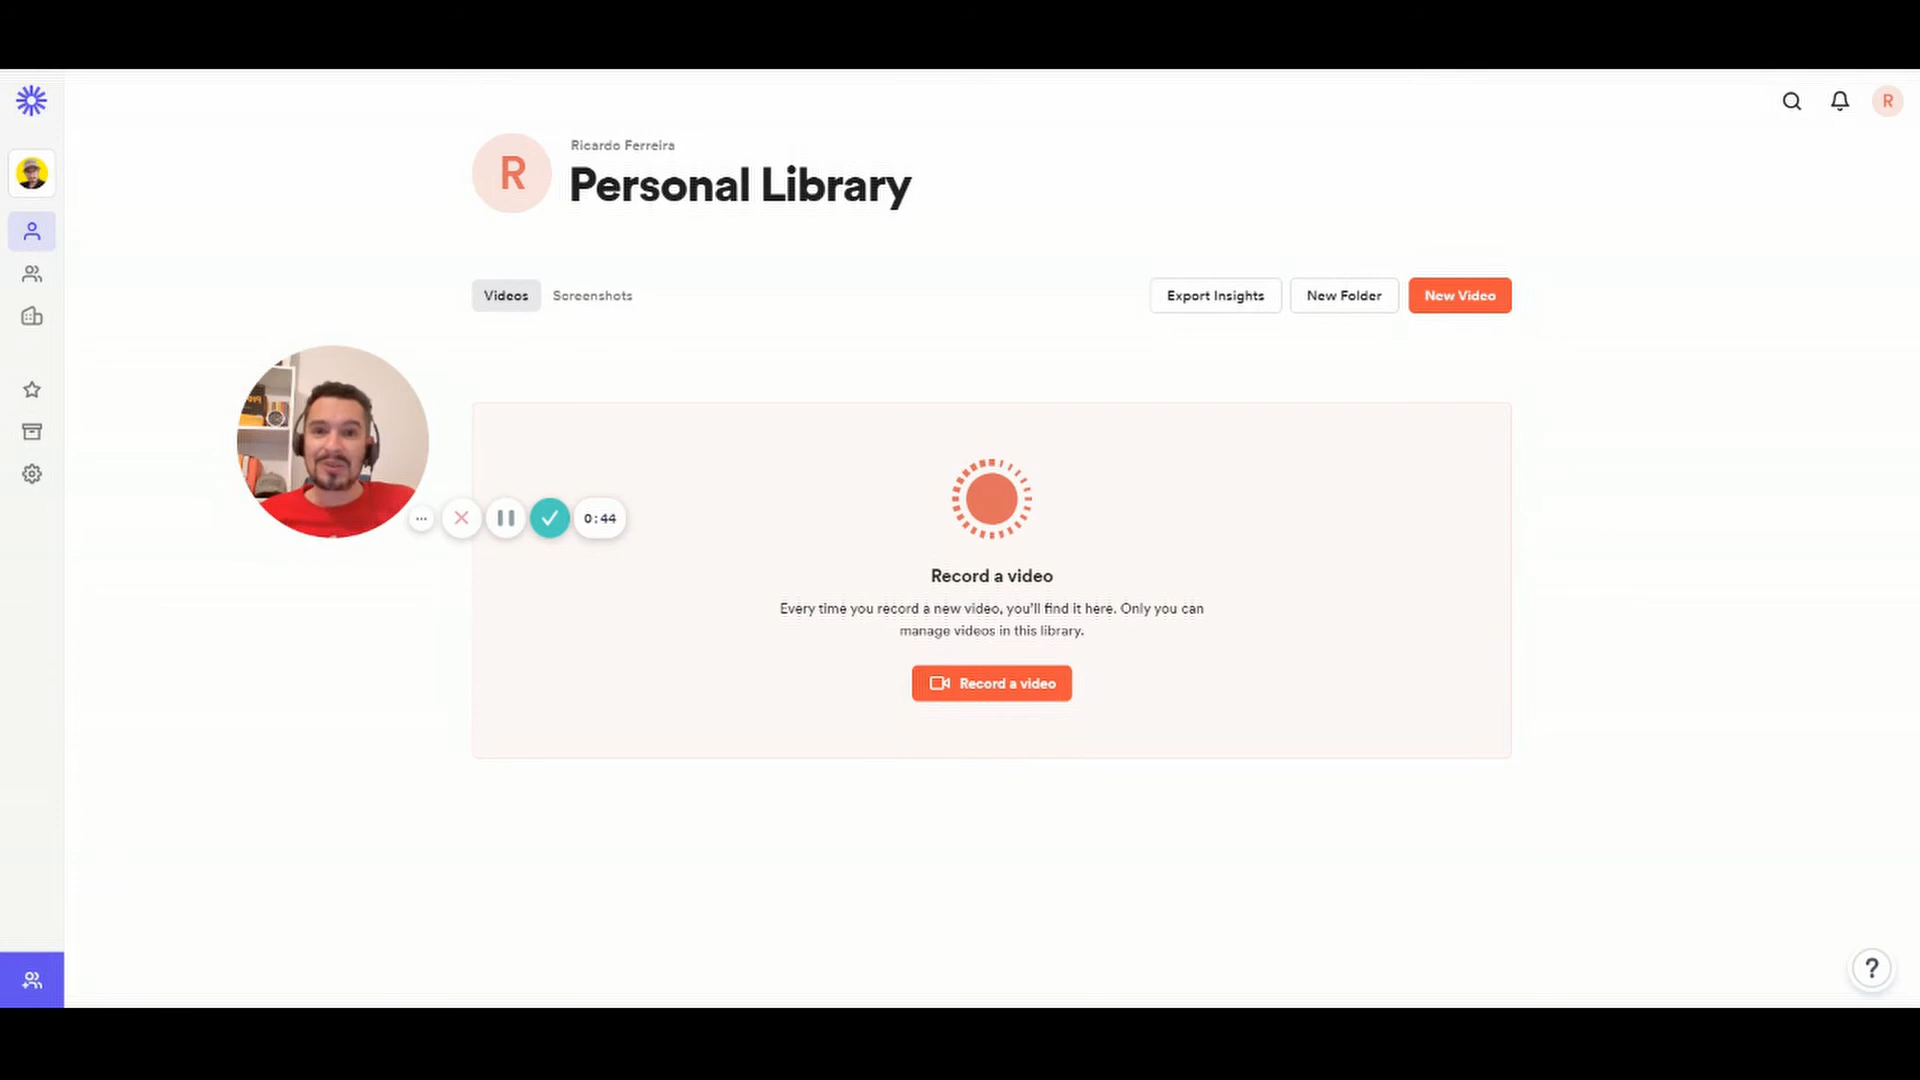 R
Ricardo Ferreira
R
Personal Library
Videos
Screenshots
Export Insights
New Folder
New Video
0:44
Record a video
Every time you record a new video, you'll find it here. Only you can
manage videos in this library.
Record a video
?